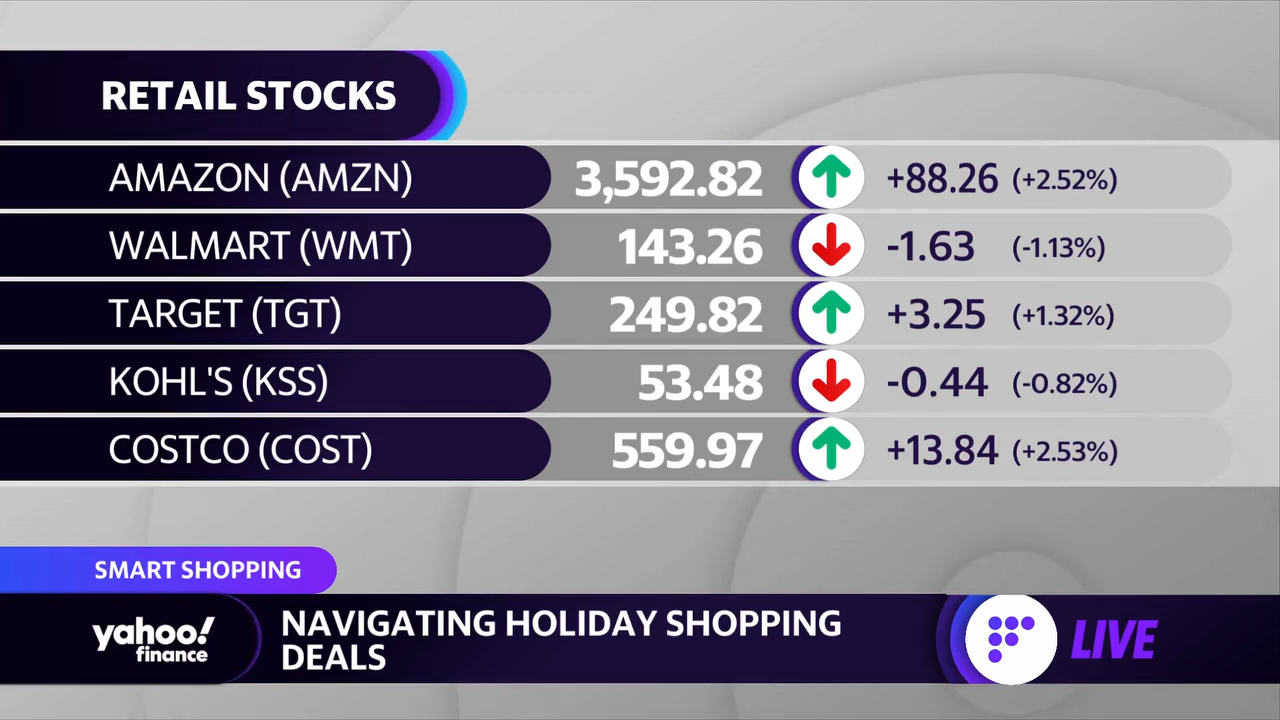 RETAIL STOCKS
AMAZON (AMZN) 3,592.82 +88.26 (+2.52%)
WALMART (WMT) 143.26 -1.63 (-1.13%)
TARGET (TGT) 249.82 +3.25 (+1.32%)
KOHL'S (KSS) 53.48 -0.44 (-0.82%)
COSTCO (COST) 559.97 +13.84 (+2.53%)
SMART SHOPPING
yahoo!
finance
NAVIGATING HOLIDAY SHOPPING
DEALS
LIVE